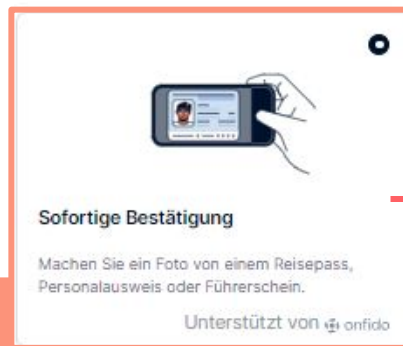 Sofortige Bestätigung
Machen Sie ein Foto von einem Reisepass,
Personalausweis oder Führerschein.
Unterstützt von onfido